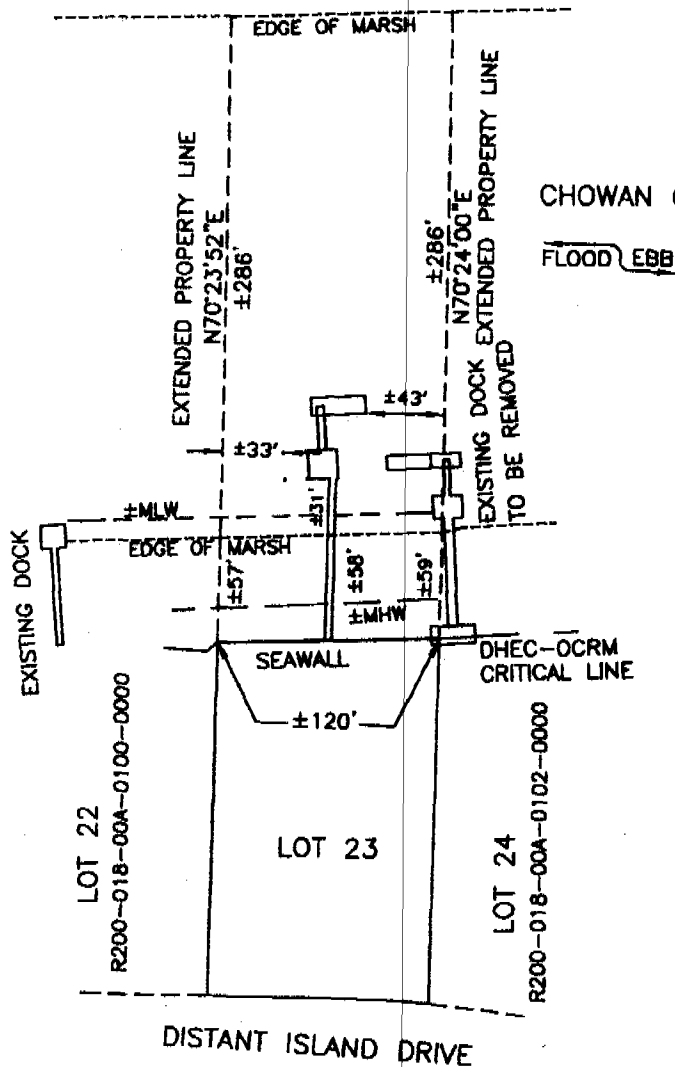 EDGE OF MARSH
EXTENDED PROPERTY LINE
N70°23'52"E
±286'
±286'
N70°24'00"E
EXTENDED PROPERTY LINE
CHOWAN
FLOOD EBB
±43'
±33'
EXISTING DOCK
TO BE REMOVED
±31'
±MLW
EDGE OF MARSH
EXISTING DOCK
±57'
±58'
±59'
±MHW
SEAWALL
DHEC-OCRM
CRITICAL LINE
±120'
LOT 22
R200-018-00A-0100-0000
LOT 23
LOT 24
R200-018-00A-0102-0000
DISTANT ISLAND DRIVE